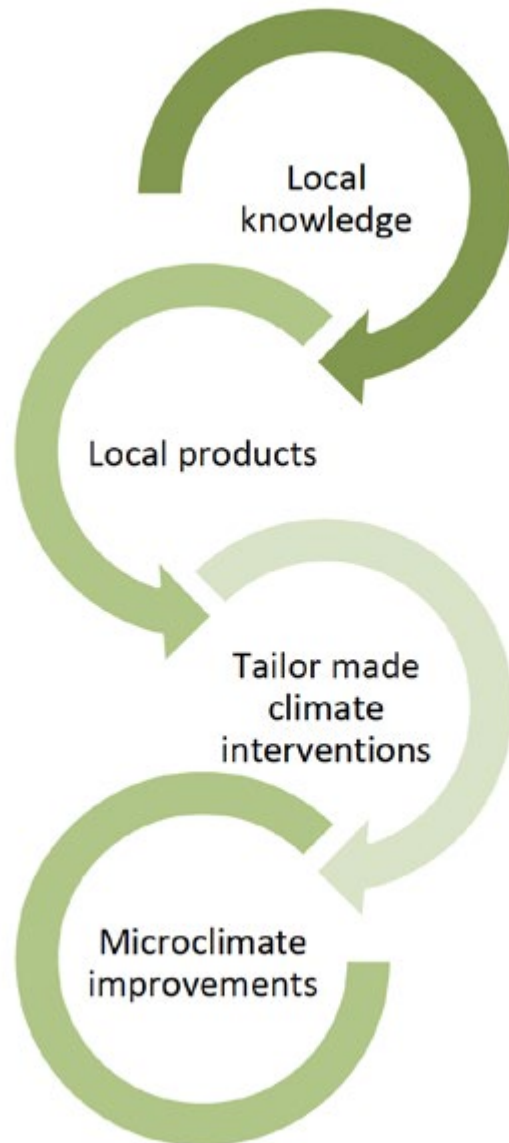 Local
knowledge
Local products
Tailor made
climate
interventions
Microclimate
improvements